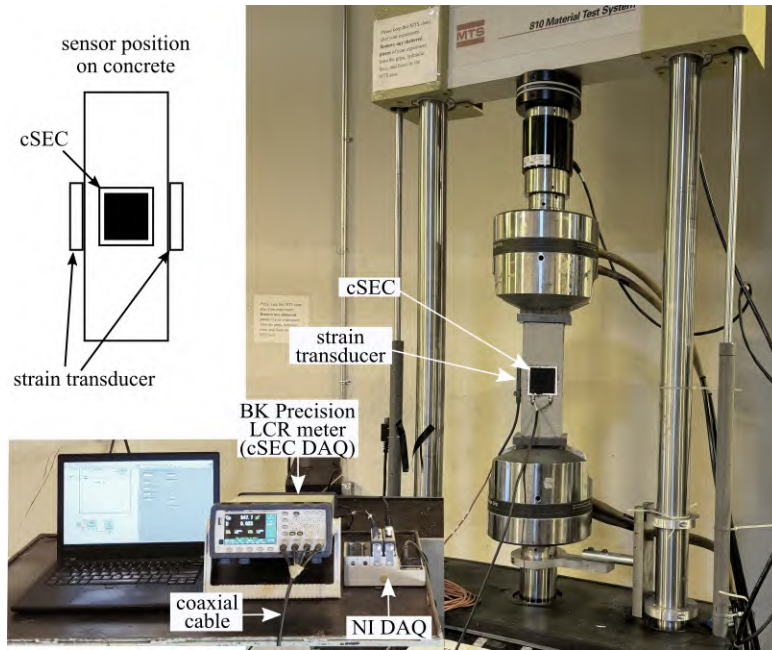 sensor position
on concrete
cSEC
strain transducer
MTS
810 Material Test System
cSEC
strain
transducer
BK Precision
LCR meter
(cSEC DAQ)
coaxial
cable
NI DAQ